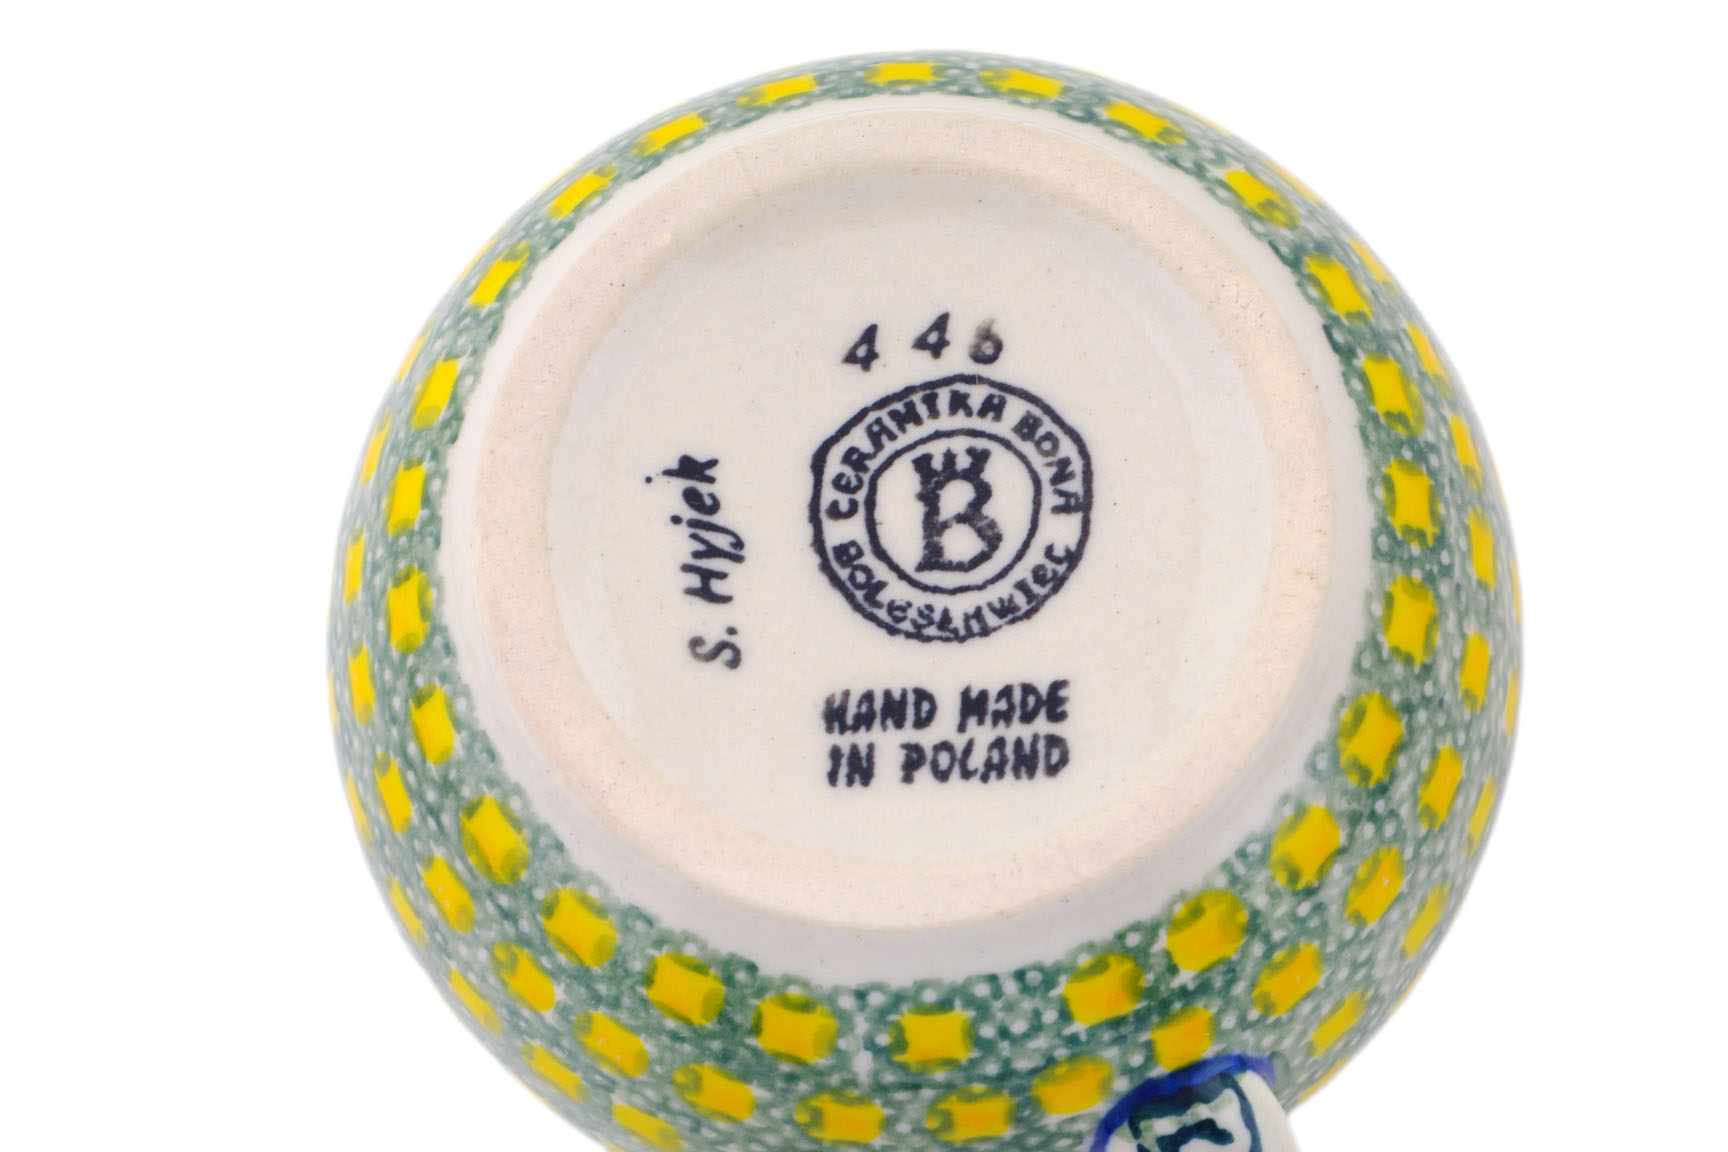 446
CERAMIKA BONA
B
BOLESŁAWIEC
S. Hyjek
HAND MADE
IN POLAND